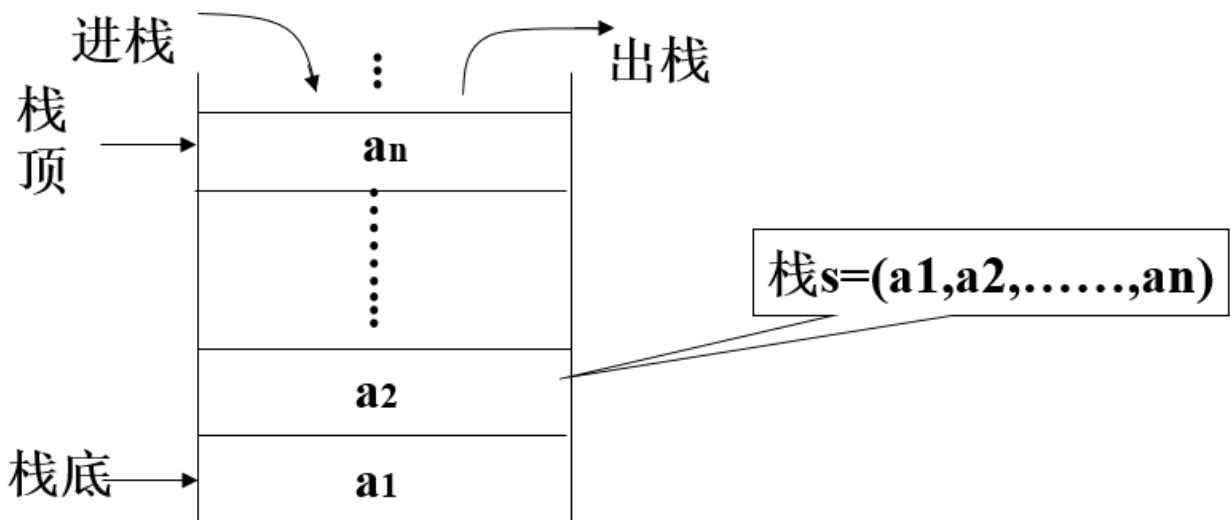 进栈
出栈
栈
顶
an
栈s=(a1,a2,……,an)
a2
栈底
a1